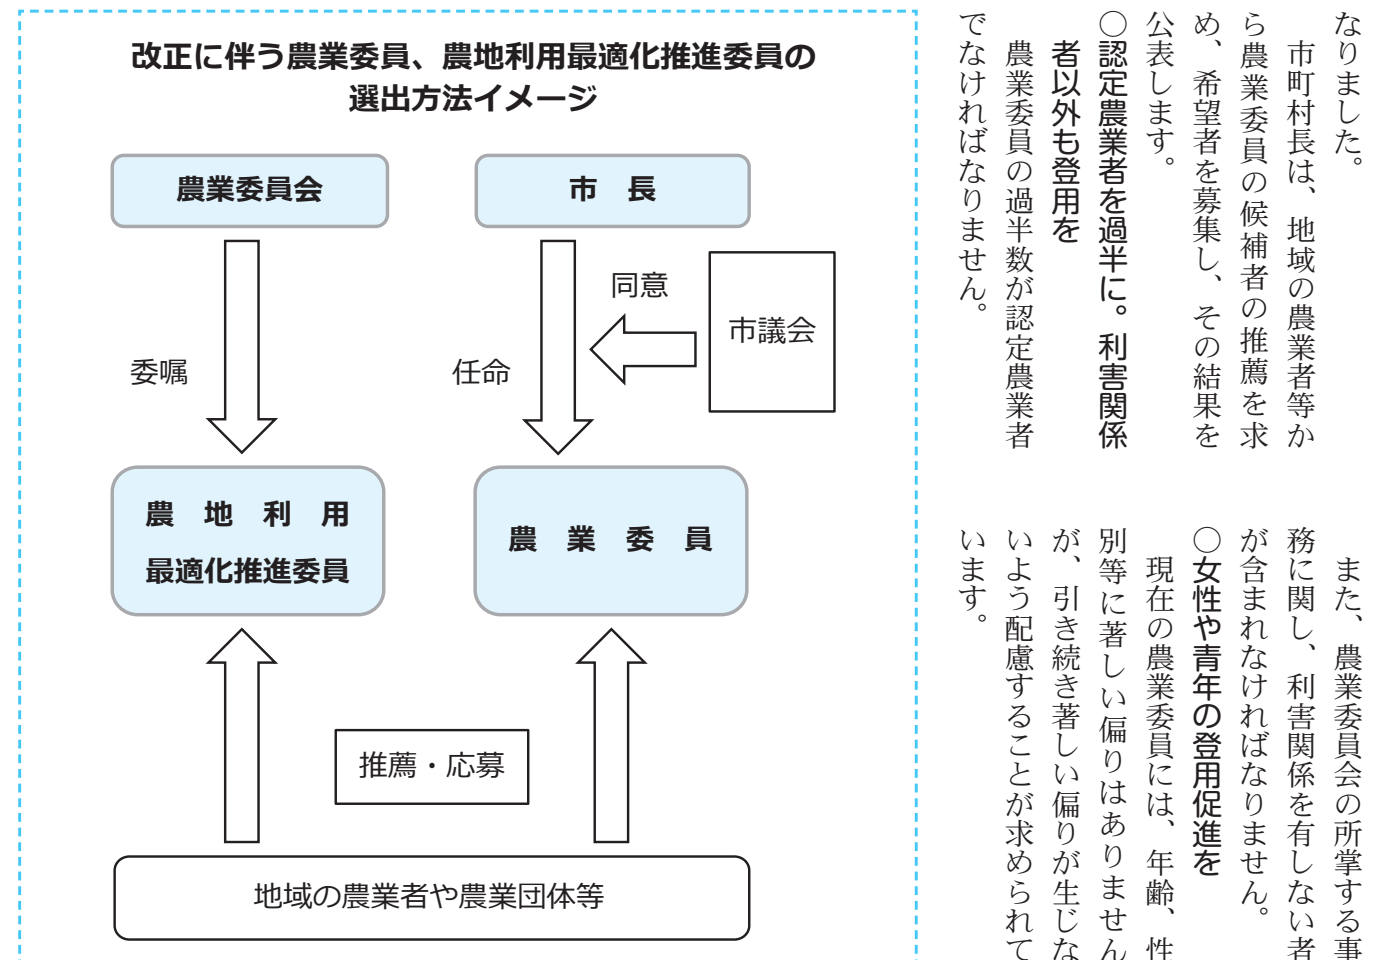 なりました。
市町村長は、地域の農業者等か
ら農業委員の候補者の推薦を求
め、希望者を募集し、その結果を
公表します。
○認定農業者を過半に。利害関係
者以外も登用を
農業委員の過半数が認定農業者
でなければなりません。
また、農業委員会の所掌する事
務に関し、利害関係を有しない者
が含まれなければなりません。
○女性や青年の登用促進を
現在の農業委員には、年齢、性
別等に著しい偏りはありません
が、引き続き著しい偏りが生じな
いよう配慮することが求められて
います。
改正に伴う農業委員、農地利用最適化推進委員の
選出方法イメージ
農業委員会
市 長
同意
市議会
委嘱
任命
農 地 利 用
最適化推進委員
農 業 委 員
推薦・応募
地域の農業者や農業団体等